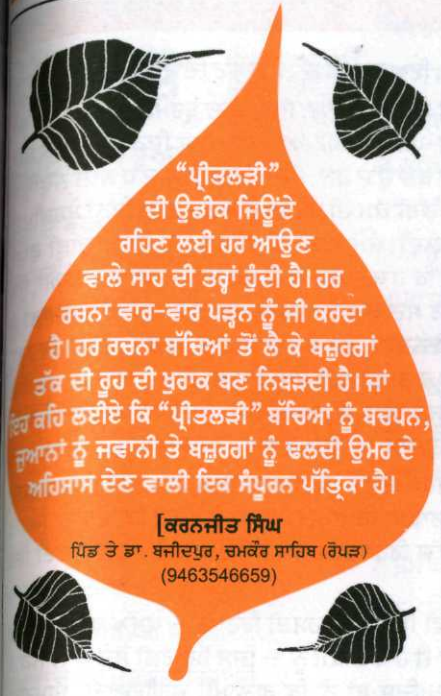 “ਪ੍ਰੀਤਲੜੀ”
ਦੀ ਉਡੀਕ ਜਿਊਂਦੇ
ਰਹਿਣ ਲਈ ਹਰ ਆਉਣ
ਵਾਲੇ ਸਾਹ ਦੀ ਤਰ੍ਹਾਂ ਹੁੰਦੀ ਹੈ। ਹਰ
ਰਚਨਾ ਵਾਰ-ਵਾਰ ਪੜ੍ਹਨ ਨੂੰ ਜੀ ਕਰਦਾ
ਹੈ। ਹਰ ਰਚਨਾ ਬੱਚਿਆਂ ਤੋਂ ਲੈ ਕੇ ਬਜ਼ੁਰਗਾਂ
ਤੱਕ ਦੀ ਰੂਹ ਦੀ ਖੁਰਾਕ ਬਣ ਨਿਬੜਦੀ ਹੈ। ਜਾਂ
ਇਹ ਕਹਿ ਲਈਏ ਕਿ “ਪ੍ਰੀਤਲੜੀ” ਬੱਚਿਆਂ ਨੂੰ ਬਚਪਨ,
ਜੁਆਨਾਂ ਨੂੰ ਜਵਾਨੀ ਤੇ ਬਜ਼ੁਰਗਾਂ ਨੂੰ ਢਲਦੀ ਉਮਰ ਦੇ
ਅਹਿਸਾਸ ਦੇਣ ਵਾਲੀ ਇਕ ਸੰਪੂਰਨ ਪੱਤ੍ਰਿਕਾ ਹੈ।
[ਕਰਨਜੀਤ ਸਿੰਘ
ਪਿੰਡ ਤੇ ਡਾ. ਬਜੀਦਪੁਰ, ਚਮਕੌਰ ਸਾਹਿਬ (ਰੋਪੜ)
(9463546659)